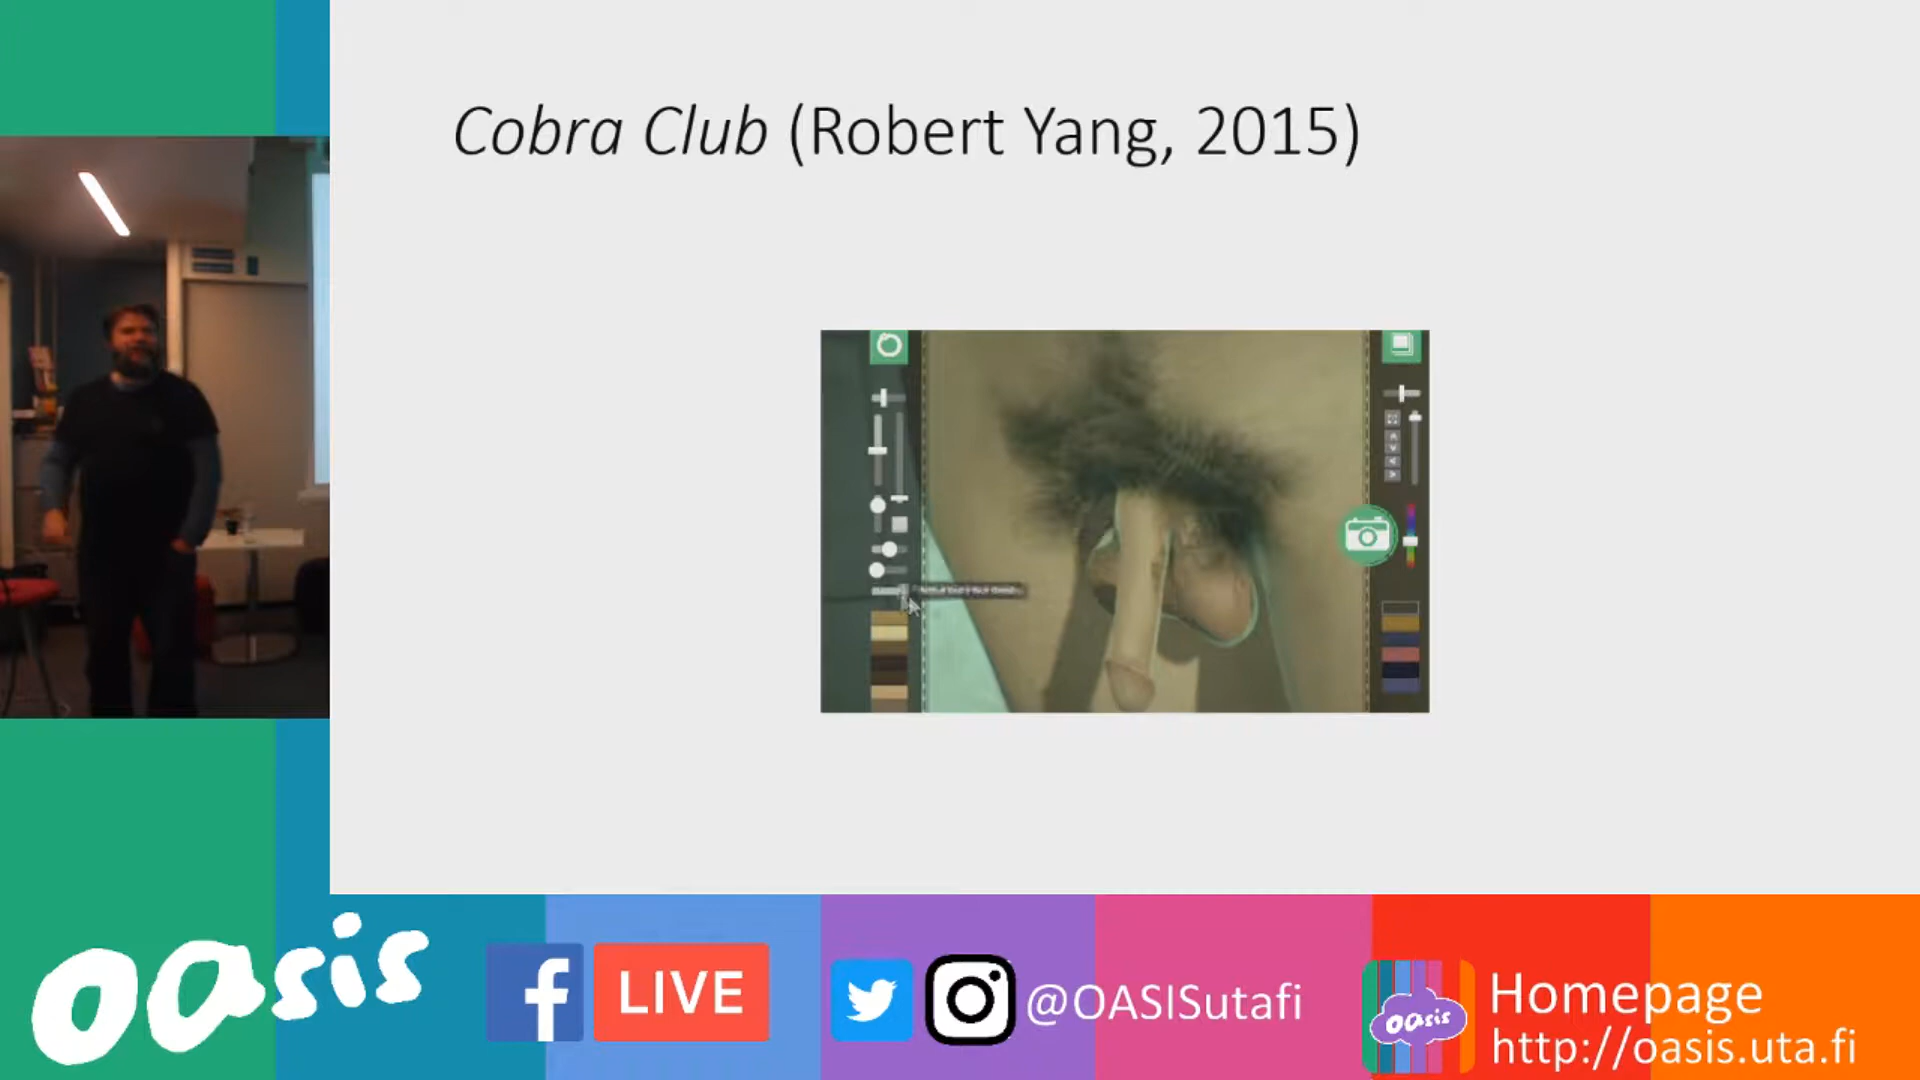 Cobra Club (Robert Yang, 2015)
oasis
f LIVE
@OASISutafi
oasis
Homepage
http://oasis.uta.fi